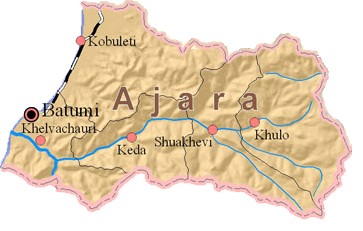 Kobuleti
Ajara
Batumi
Khelvachauri
Keda
Shuakhevi
Khulo